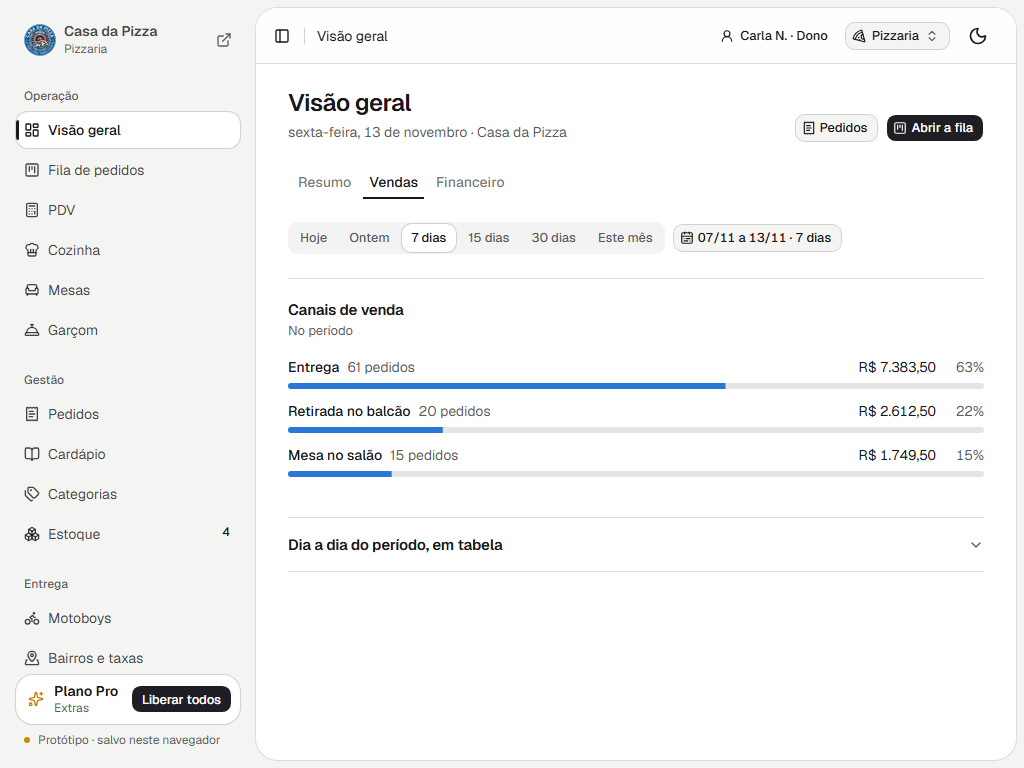 Casa da Pizza
Pizzaria
Operação
Visão geral
Fila de pedidos
PDV
Cozinha
Mesas
Garçom
Gestão
Pedidos
Cardápio
Categorias
Estoque 4
Entrega
Motoboys
Bairros e taxas
Plano Pro
Extras
Liberar todos
Protótipo · salvo neste navegador
Visão geral
Carla N. · Dono
Pizzaria
Visão geral
sexta-feira, 13 de novembro · Casa da Pizza
Pedidos
Abrir a fila
Resumo Vendas Financeiro
Hoje Ontem 7 dias 15 dias 30 dias Este mês 07/11 a 13/11 · 7 dias
Canais de venda
No período
Entrega 61 pedidos R$ 7.383,50 63%
Retirada no balcão 20 pedidos R$ 2.612,50 22%
Mesa no salão 15 pedidos R$ 1.749,50 15%
Dia a dia do período, em tabela